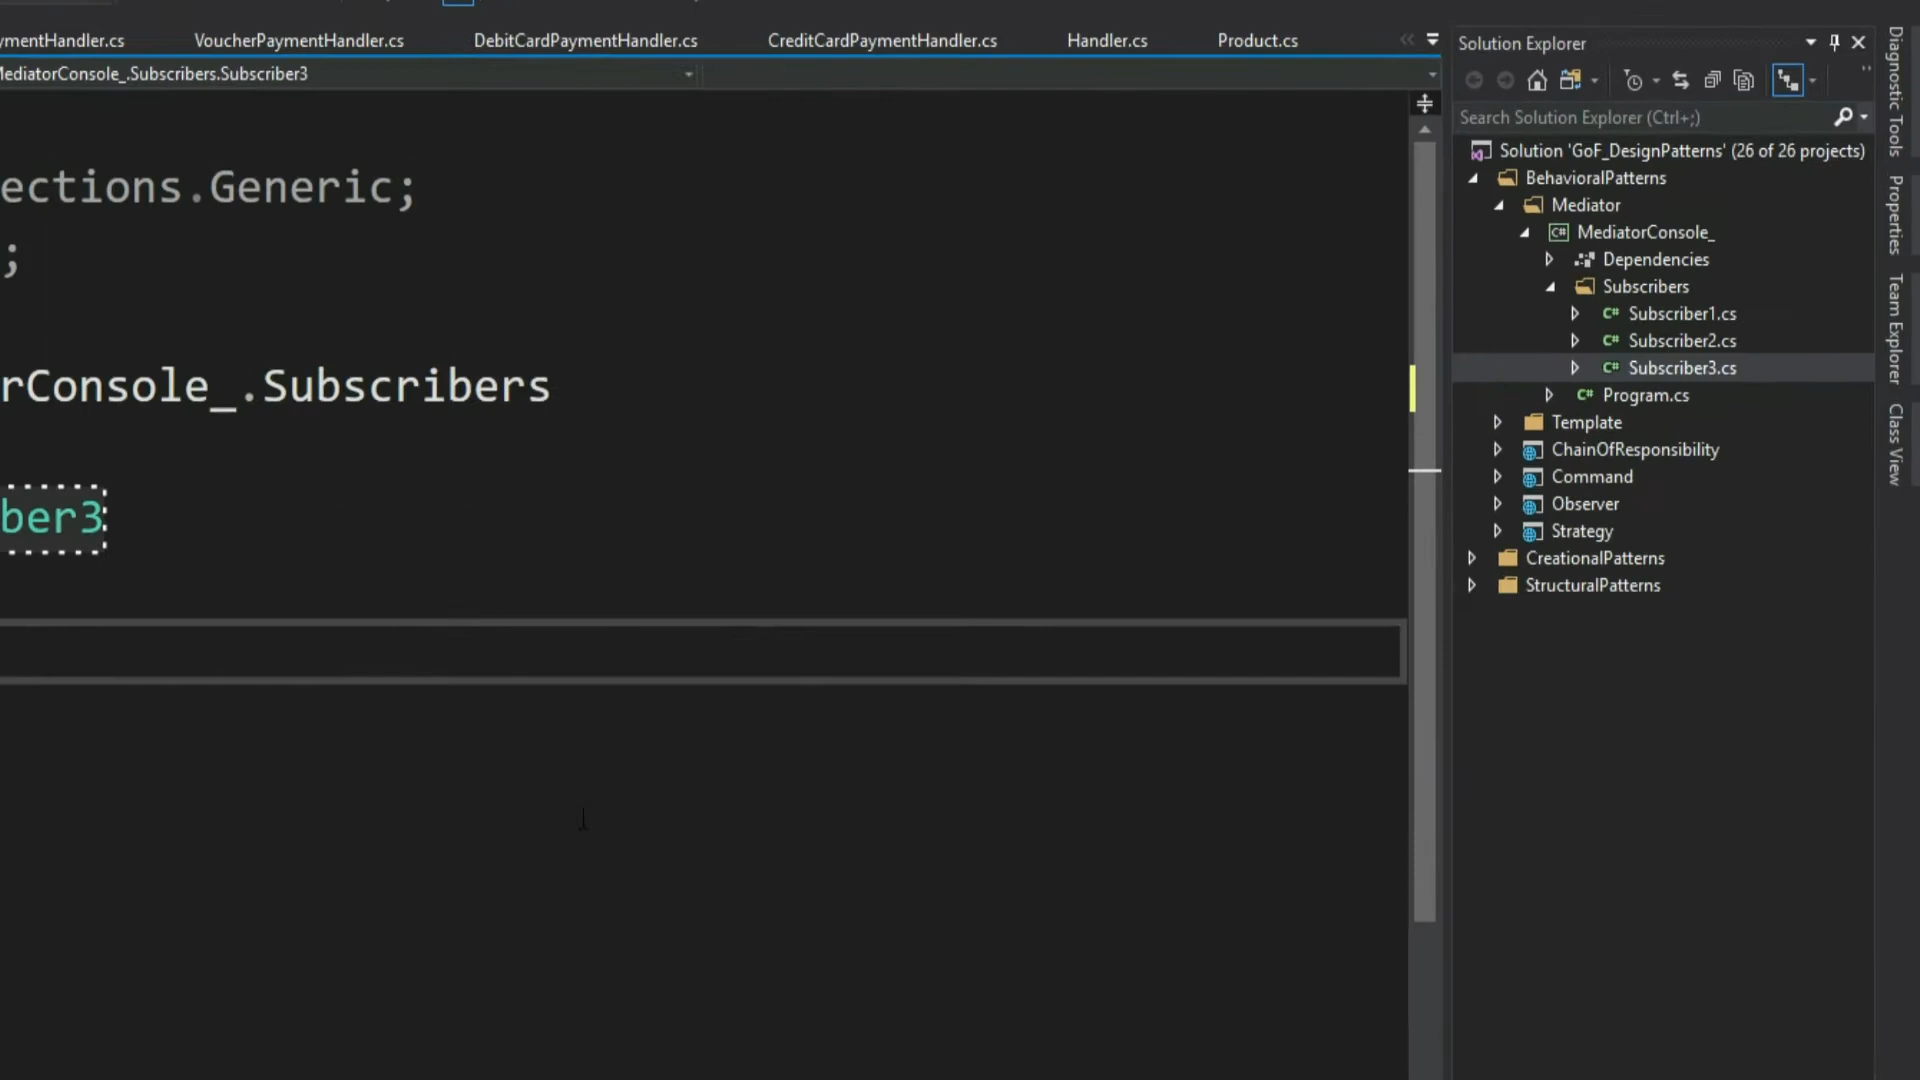 ymentHandler.cs VoucherPaymentHandler.cs DebitCardPaymentHandler.cs CreditCardPaymentHandler.cs Handler.cs Product.cs
MediatorConsole_.Subscribers.Subscriber3
ections.Generic;
;
rConsole_.Subscribers
ber3
Solution Explorer
Search Solution Explorer (Ctrl+;)
Solution 'GoF_DesignPatterns' (26 of 26 projects)
BehavioralPatterns
Mediator
C# MediatorConsole_
Dependencies
Subscribers
C# Subscriber1.cs
C# Subscriber2.cs
C# Subscriber3.cs
C# Program.cs
Template
ChainOfResponsibility
Command
Observer
Strategy
CreationalPatterns
StructuralPatterns
Diagnostic Tools
Properties
Team Explorer
Class View